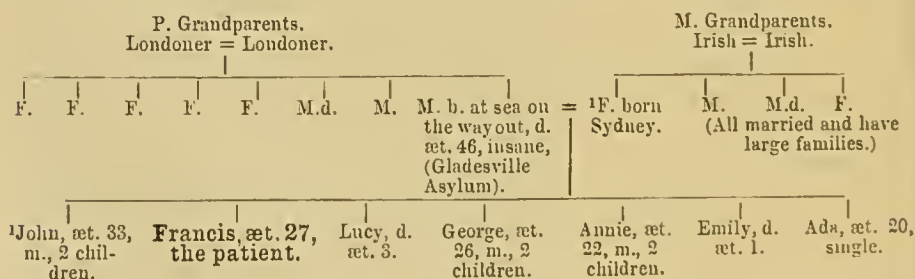 P. Grandparents.
Londoner = Londoner.
M. Grandparents.
Irish = Irish.
F. F. F. F. F. M.d. M. M. b. at sea on the way out, d. æt. 46, insane, (Gladesville Asylum). = ¹F. born Sydney. M. M.d. F.
(All married and have large families.)
¹John, æt. 33, m., 2 chil-
dren.
Francis, æt. 27,
the patient.
Lucy, d.
æt. 3.
George, æt.
26, m., 2
children.
Annie, æt.
22, m., 2
children.
Emily, d.
æt. 1.
Ada, æt. 20,
single.